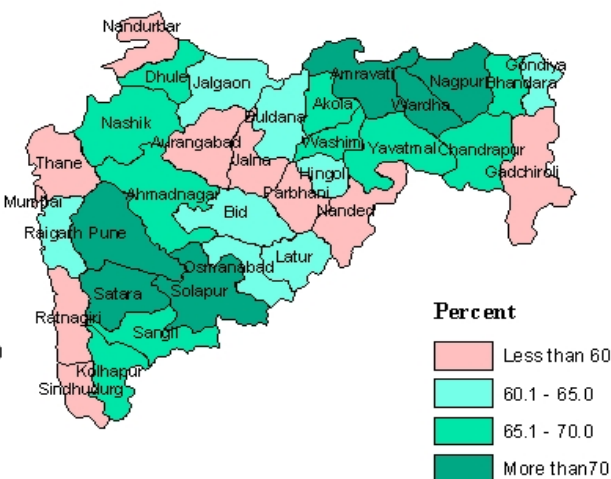 Nandurbar
Dhule
Jalgaon
Buldana
Akola
Amravati
Nagpur
Wardha
Bhandara
Gondiya
Nashik
Aurangabad
Jalna
Washim
Yavatmal
Chandrapur
Gadchiroli
Thane
Hingoli
Parbhani
Nanded
Mumbai
Ahmadnagar
Bid
Raigarh
Pune
Osmanabad
Latur
Satara
Solapur
Ratnagiri
Sangli
Kolhapur
Sindhudurg
Percent
Less than 60
60.1 - 65.0
65.1 - 70.0
More than70